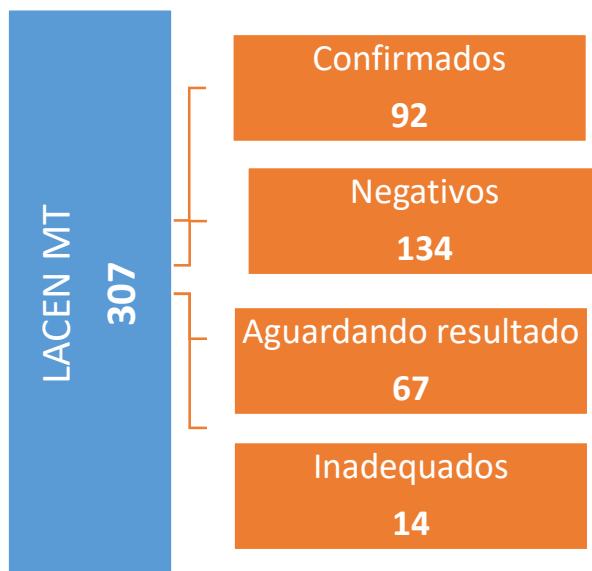 LACEN MT
307
Confirmados
92
Negativos
134
Aguardando resultado
67
Inadequados
14